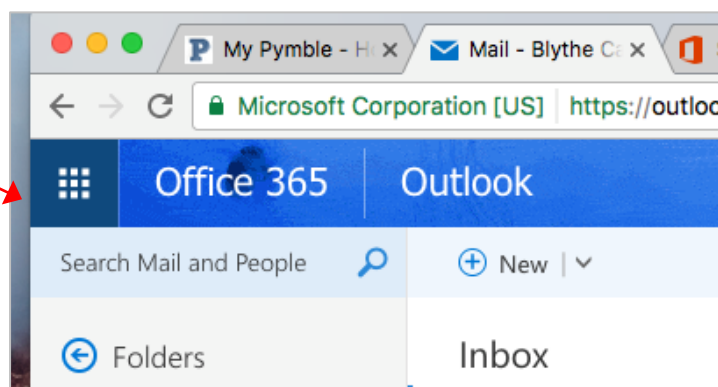 P My Pymble - H Mail - Blythe Ca
Microsoft Corporation [US] https://outloo
Office 365 Outlook
Search Mail and People New
Folders Inbox